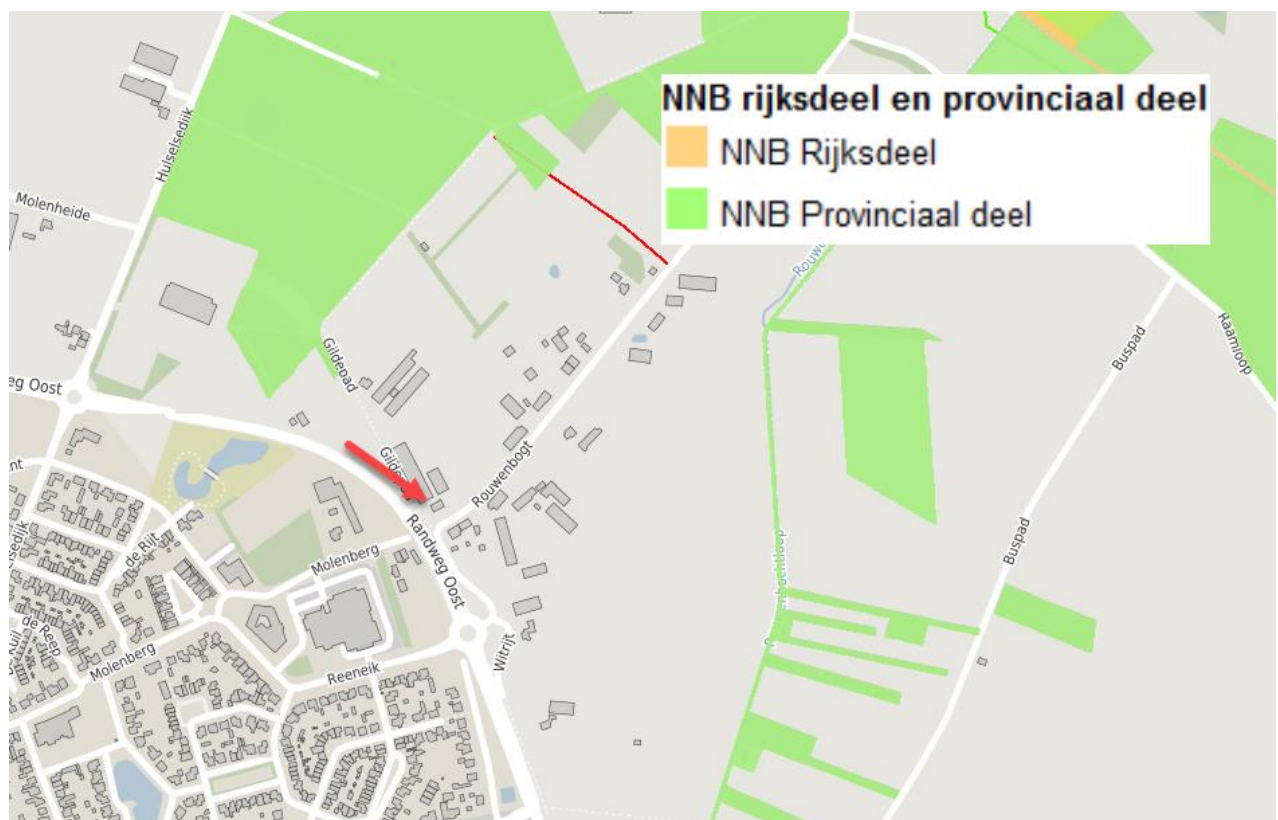 NNB rijksdeel en provinciaal deel
NNB Rijksdeel
NNB Provinciaal deel
Hulselsedijk
Molenheide
Gildepad
eg Oost
Rouwenbogt
Randweg Oost
Molenberg
de Rijt
Molenberg
de Reep
Reeneik
Witrijt
Buspad
Buspad
Raamloop